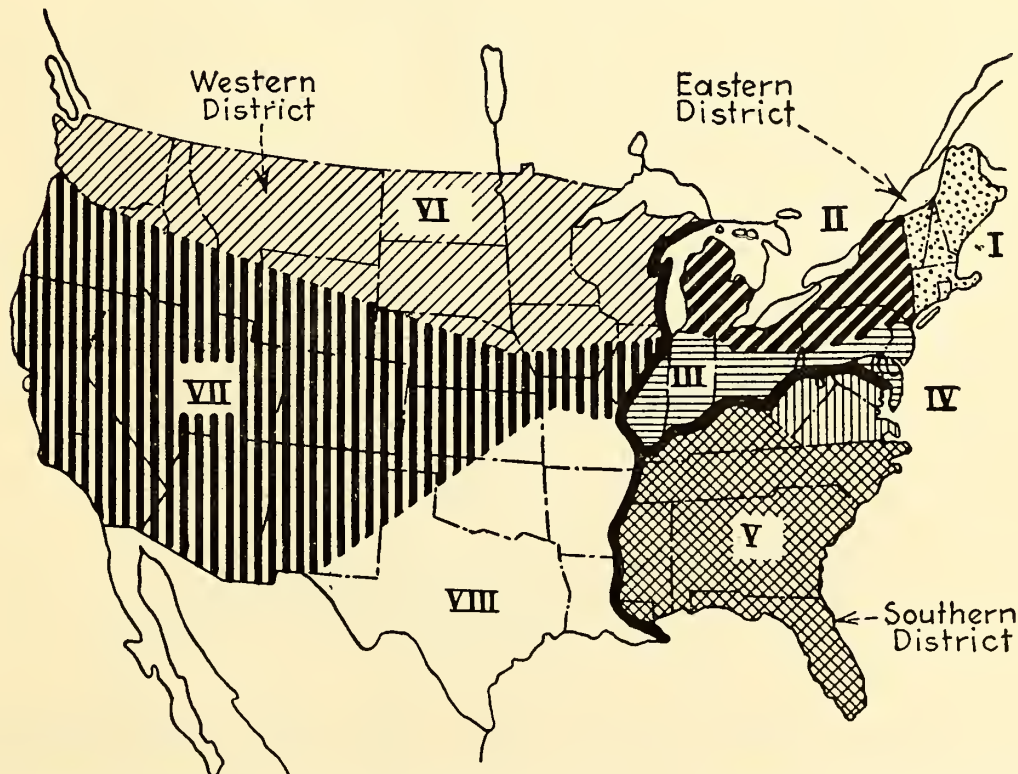 Western
District
Eastern
District
VI
II
I
VII
III
IV
V
VIII
Southern
District